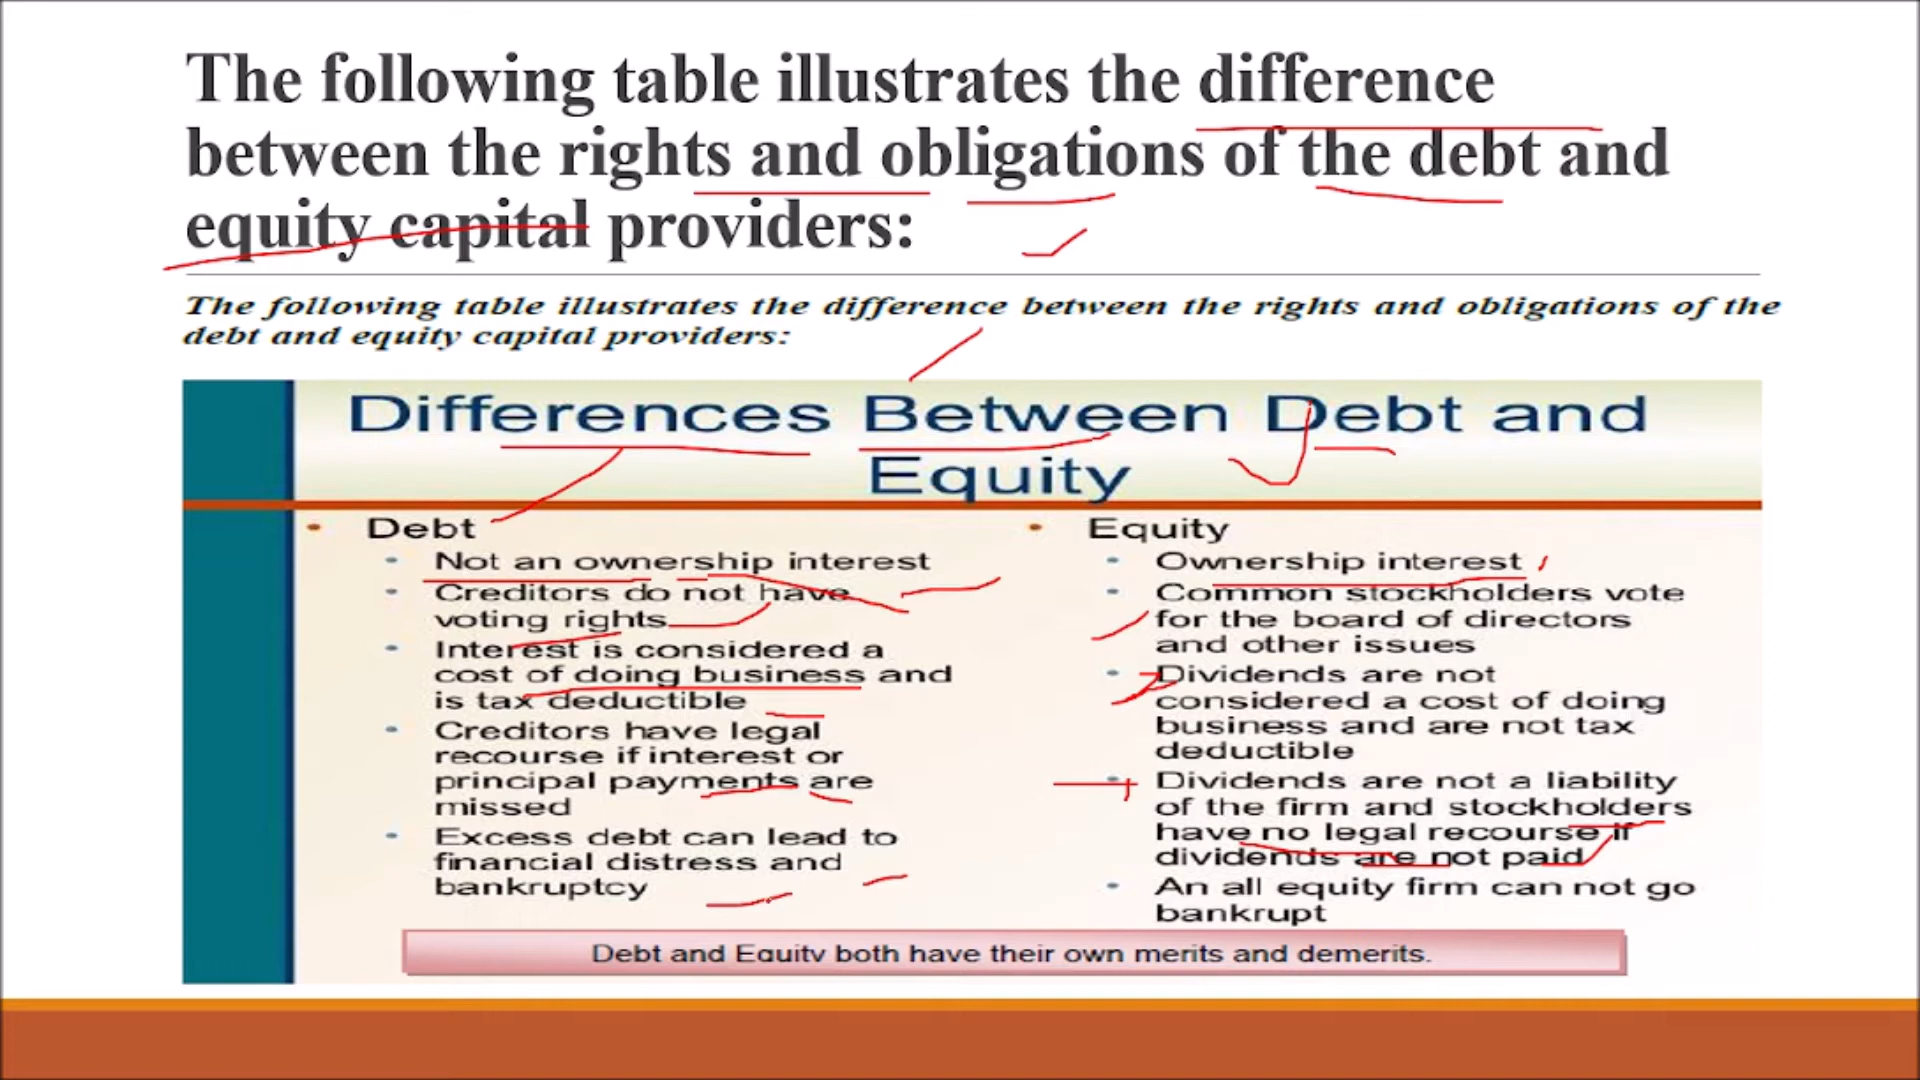 The following table illustrates the difference
between the rights and obligations of the debt and
equity capital providers:
The following table illustrates the difference between the rights and obligations of the
debt and equity capital providers:
Differences Between Debt and
Equity
• Debt
• Not an ownership interest
• Creditors do not have
voting rights
• Interest is considered a
cost of doing business and
is tax deductible
• Creditors have legal
recourse if interest or
principal payments are
missed
• Excess debt can lead to
financial distress and
bankruptcy
• Equity
• Ownership interest
• Common stockholders vote
for the board of directors
and other issues
• Dividends are not
considered a cost of doing
business and are not tax
deductible
• Dividends are not a liability
of the firm and stockholders
have no legal recourse if
dividends are not paid
• An all equity firm can not go
bankrupt
Debt and Equity both have their own merits and demerits.